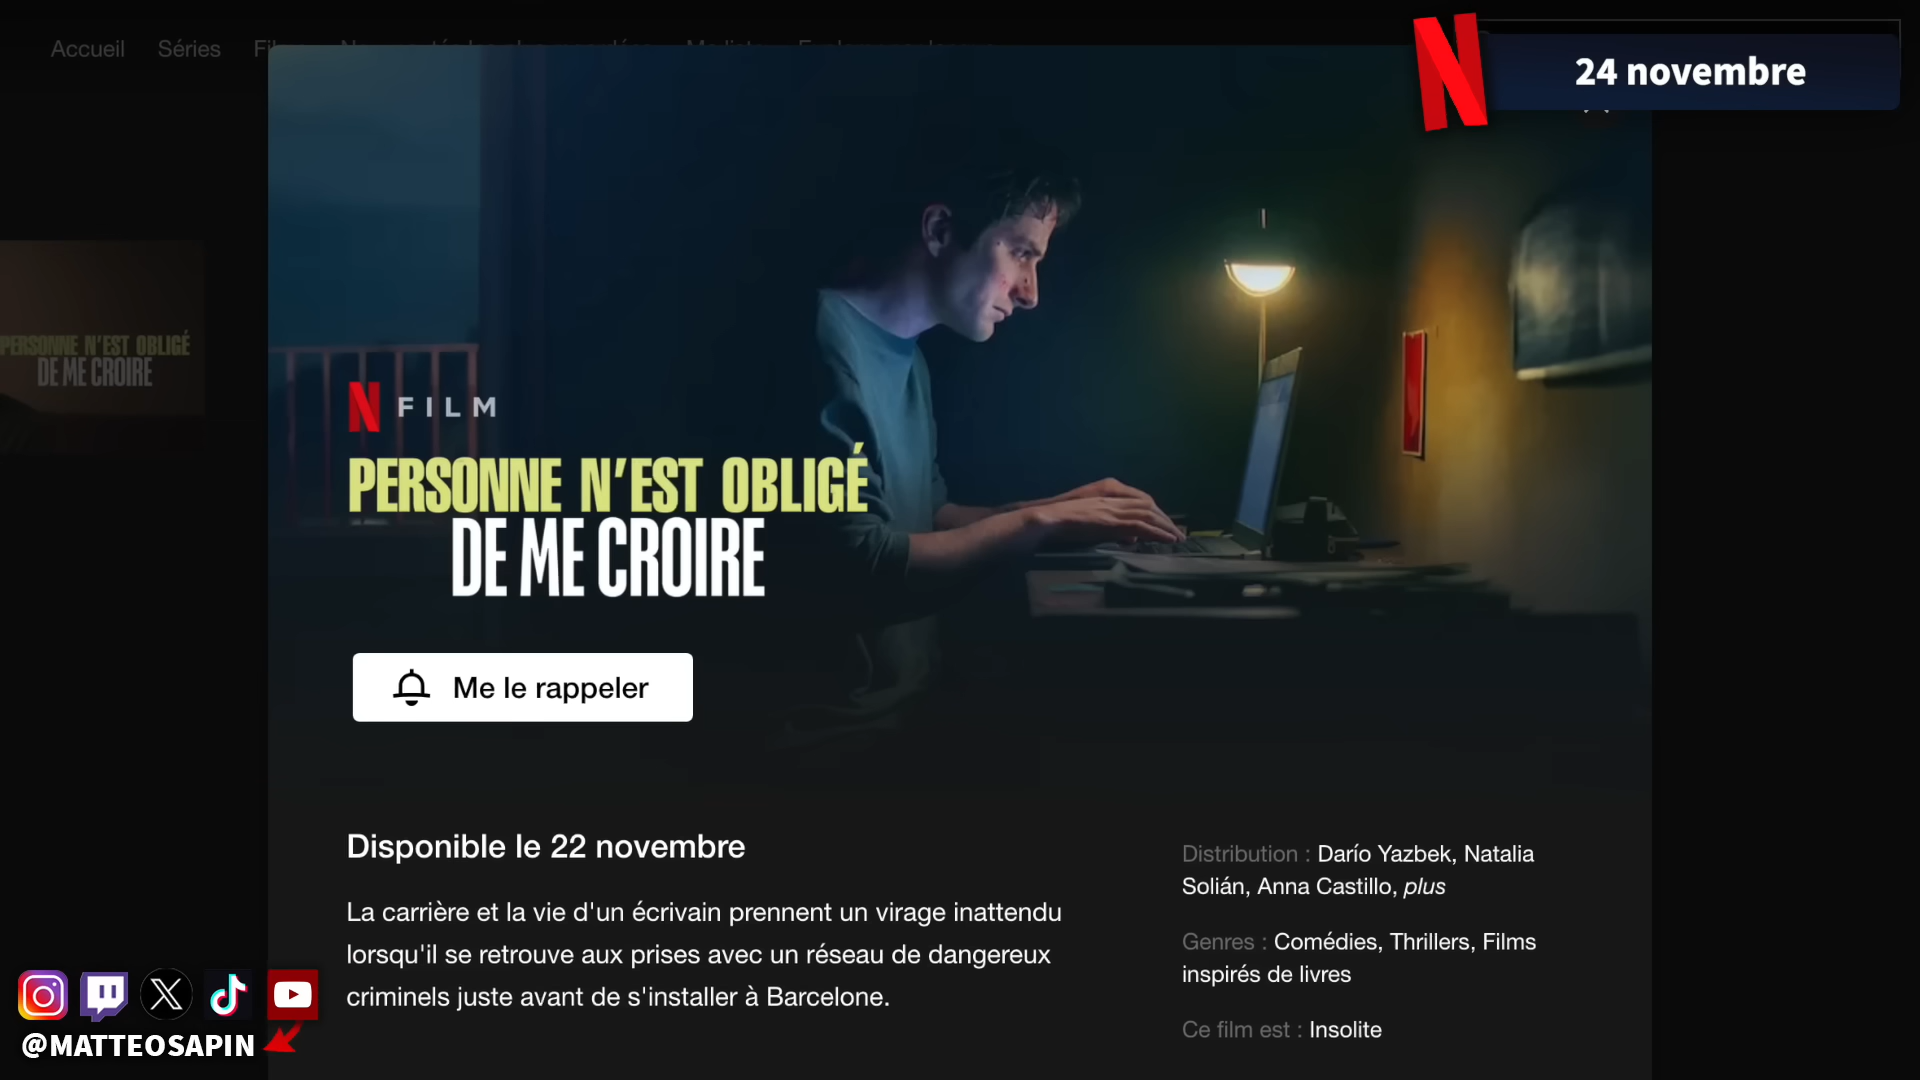 Accueil Séries
24 novembre
PERSONNE N'EST OBLIGÉ
DE ME CROIRE
N FILM
PERSONNE N'EST OBLIGÉ
DE ME CROIRE
Me le rappeler
Disponible le 22 novembre
La carrière et la vie d'un écrivain prennent un virage inattendu
lorsqu'il se retrouve aux prises avec un réseau de dangereux
criminels juste avant de s'installer à Barcelone.
Distribution : Darío Yazbek, Natalia
Solián, Anna Castillo, plus
Genres : Comédies, Thrillers, Films
inspirés de livres
Ce film est : Insolite
@MATTEOSAPIN